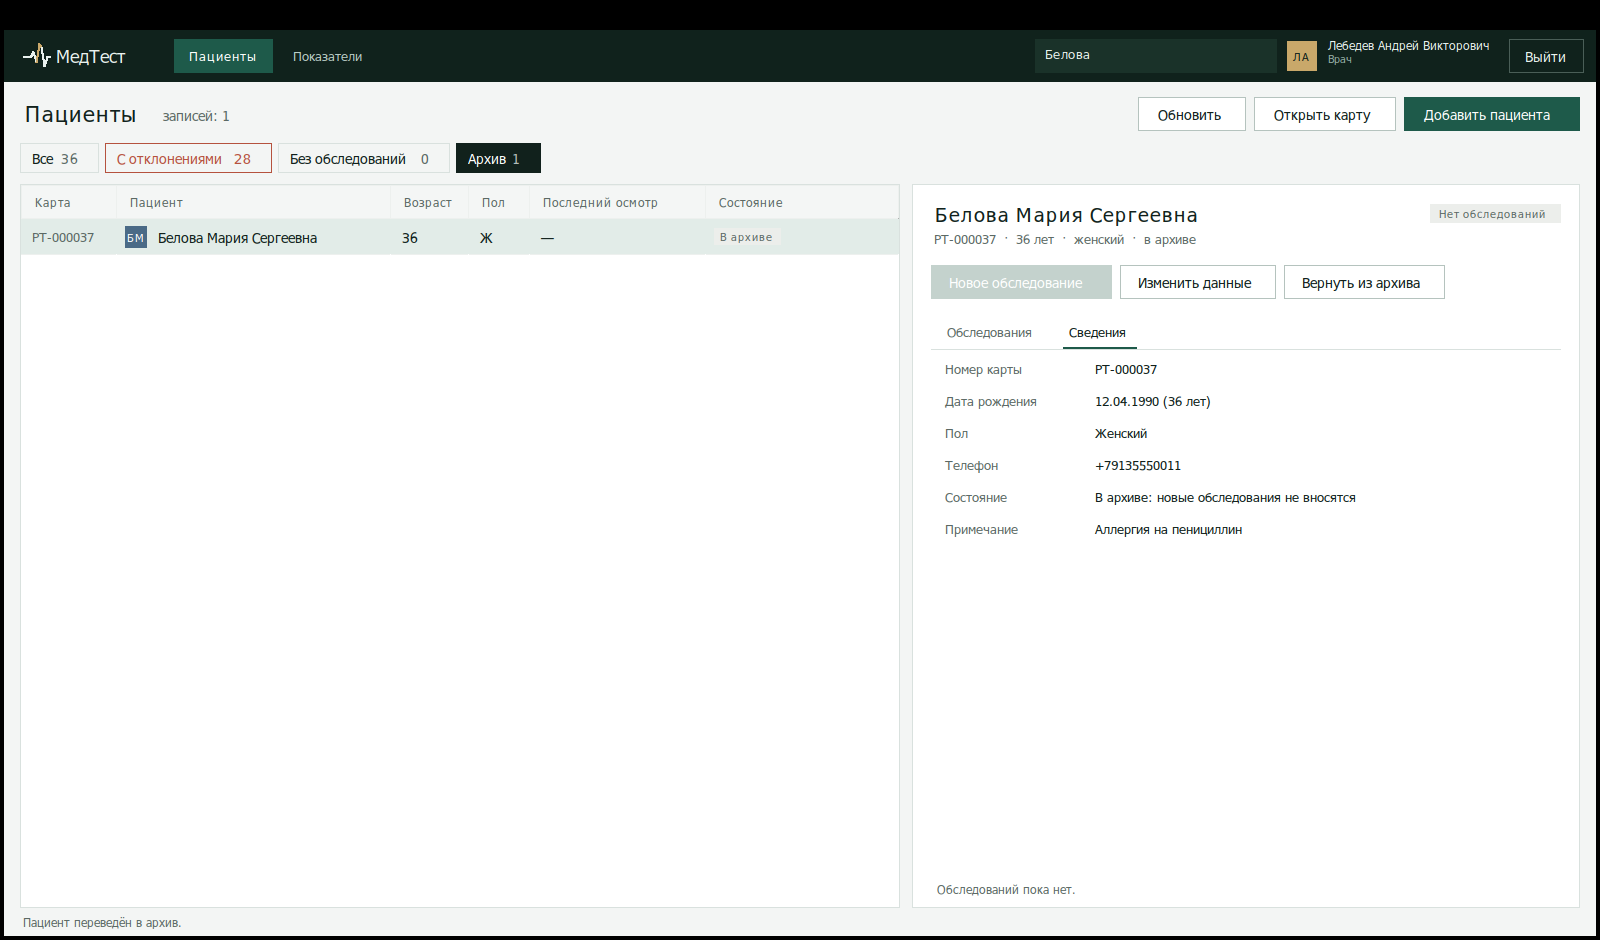 МедТест
Пациенты
Показатели
Белова
ЛА
Лебедев Андрей Викторович
Врач
Выйти
Пациенты
записей: 1
Обновить
Открыть карту
Добавить пациента
Все 36
С отклонениями 28
Без обследований 0
Архив 1
Карта Пациент Возраст Пол Последний осмотр Состояние
РТ-000037 БМ Белова Мария Сергеевна 36 Ж — В архиве
Белова Мария Сергеевна
Нет обследований
РТ-000037 · 36 лет · женский · в архиве
Новое обследование
Изменить данные
Вернуть из архива
Обследования
Сведения
Номер карты РТ-000037
Дата рождения 12.04.1990 (36 лет)
Пол Женский
Телефон +79135550011
Состояние В архиве: новые обследования не вносятся
Примечание Аллергия на пенициллин
Обследований пока нет.
Пациент переведён в архив.